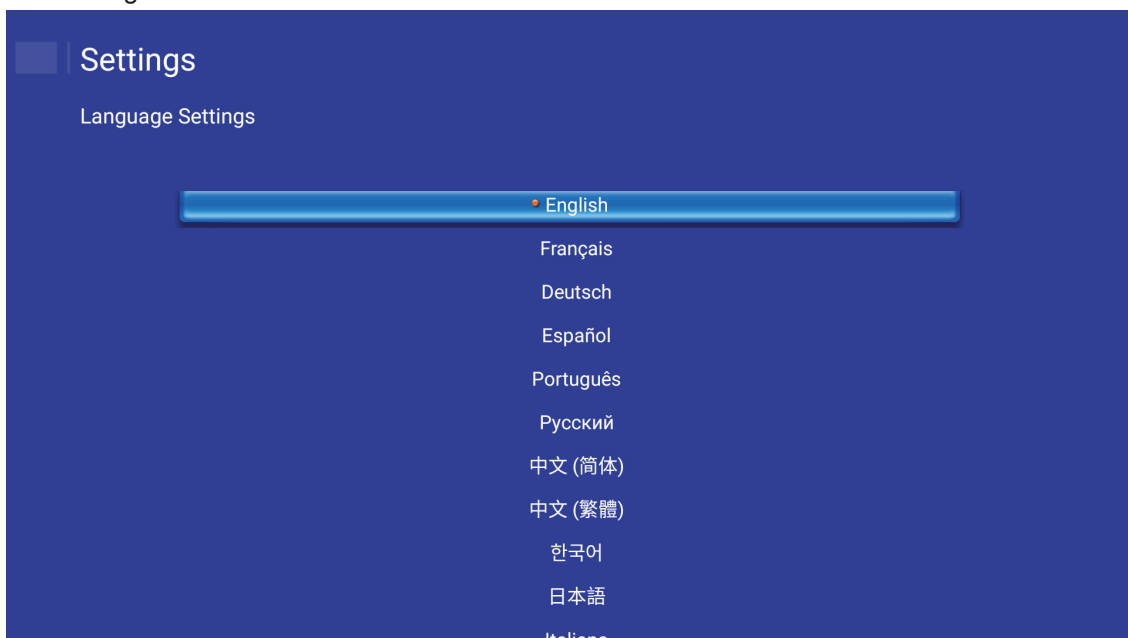 Settings
Language Settings
English
Français
Deutsch
Español
Português
Русский
中文 (简体)
中文 (繁體)
한국어
日本語